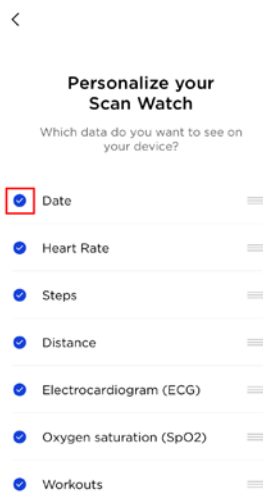 Personalize your
Scan Watch
Which data do you want to see on
your device?
Date
Heart Rate
Steps
Distance
Electrocardiogram (ECG)
Oxygen saturation (SpO2)
Workouts